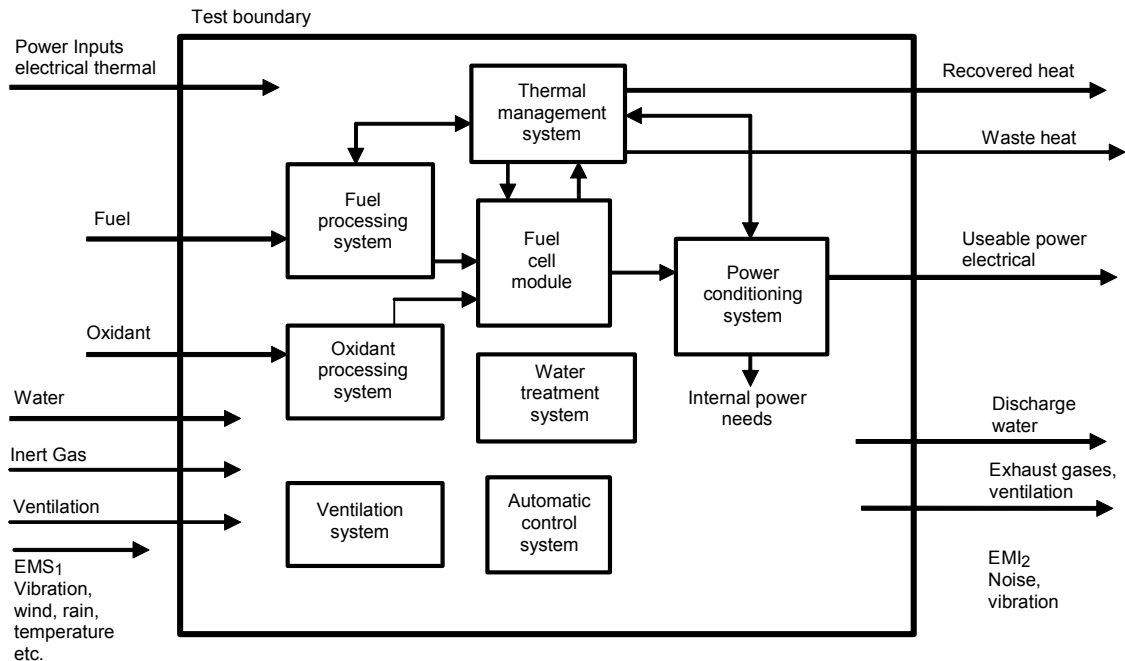 Test boundary
Power Inputs
electrical thermal
Thermal
management
system
Recovered heat
Waste heat
Fuel
processing
system
Fuel
Fuel
cell
module
Useable power
electrical
Power
conditioning
system
Oxidant
Oxidant
processing
system
Water
treatment
system
Internal power
needs
Water
Discharge
water
Inert Gas
Exhaust gases,
ventilation
Ventilation
Ventilation
system
Automatic
control
system
EMS1
Vibration,
wind, rain,
temperature
etc.
EMI2
Noise,
vibration